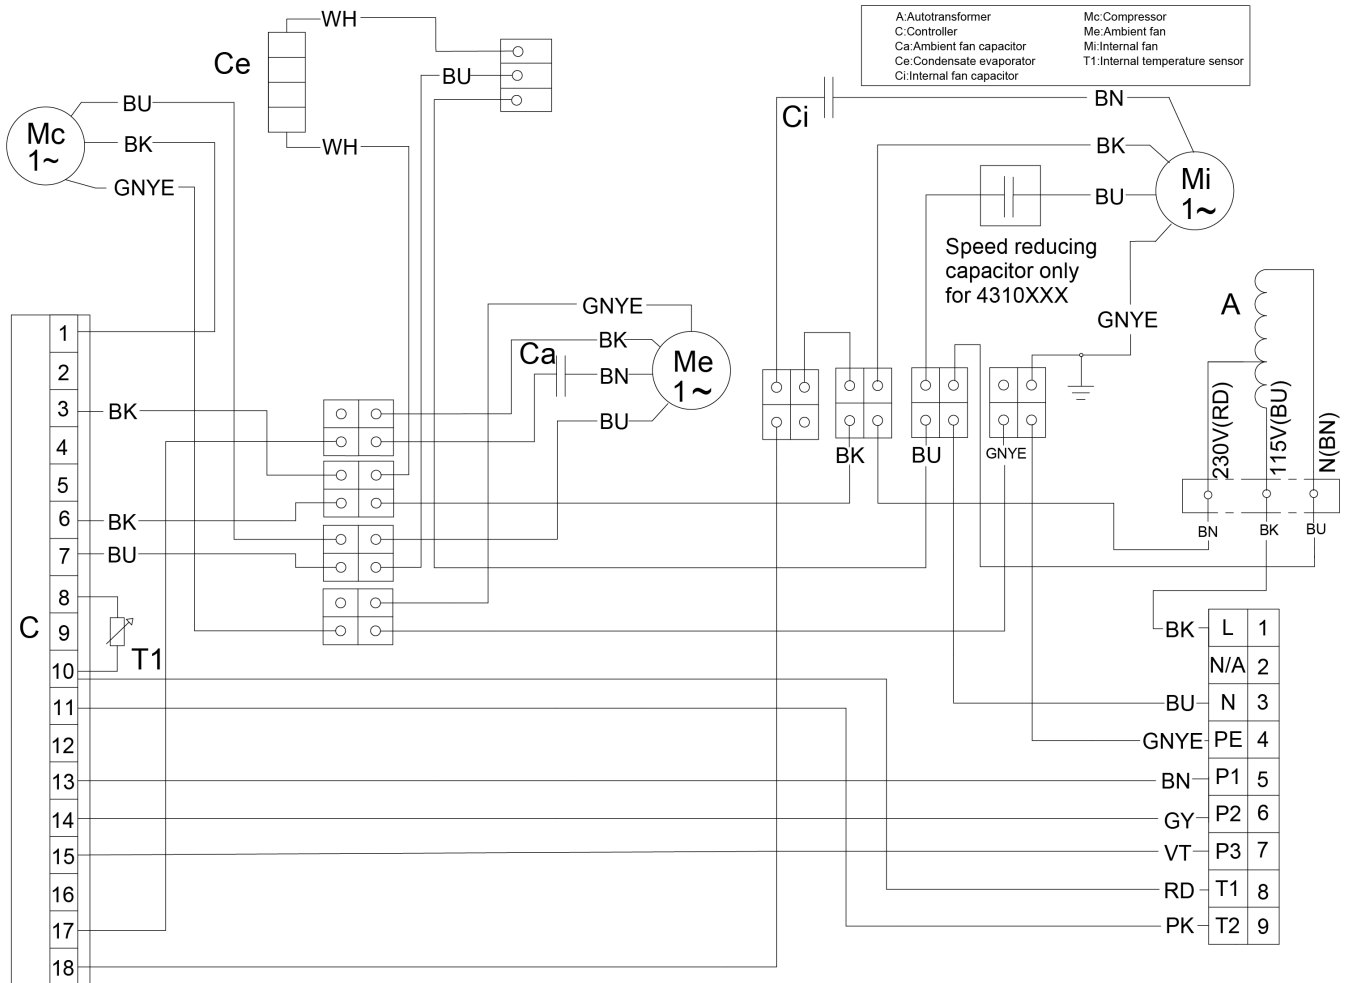 A:Autotransformer
C:Controller
Ca:Ambient fan capacitor
Ce:Condensate evaporator
Ci:Internal fan capacitor
Mc:Compressor
Me:Ambient fan
Mi:Internal fan
T1:Internal temperature sensor
WH
Ce
BU
WH
BU
Mc
1~
BK
GNYE
Ci
BN
BK
Mi
1~
BU
Speed reducing
capacitor only
for 4310XXX
GNYE
GNYE
BK
Ca
BN
Me
1~
BU
A
230V(RD)
115V(BU)
N(BN)
BK
BU
GNYE
BN
BK
BU
C
1
2
3
BK
4
5
6
BK
7
BU
8
9
T1
10
11
12
13
14
15
16
17
18
BK L 1
N/A 2
BU N 3
GNYE PE 4
BN P1 5
GY P2 6
VT P3 7
RD T1 8
PK T2 9